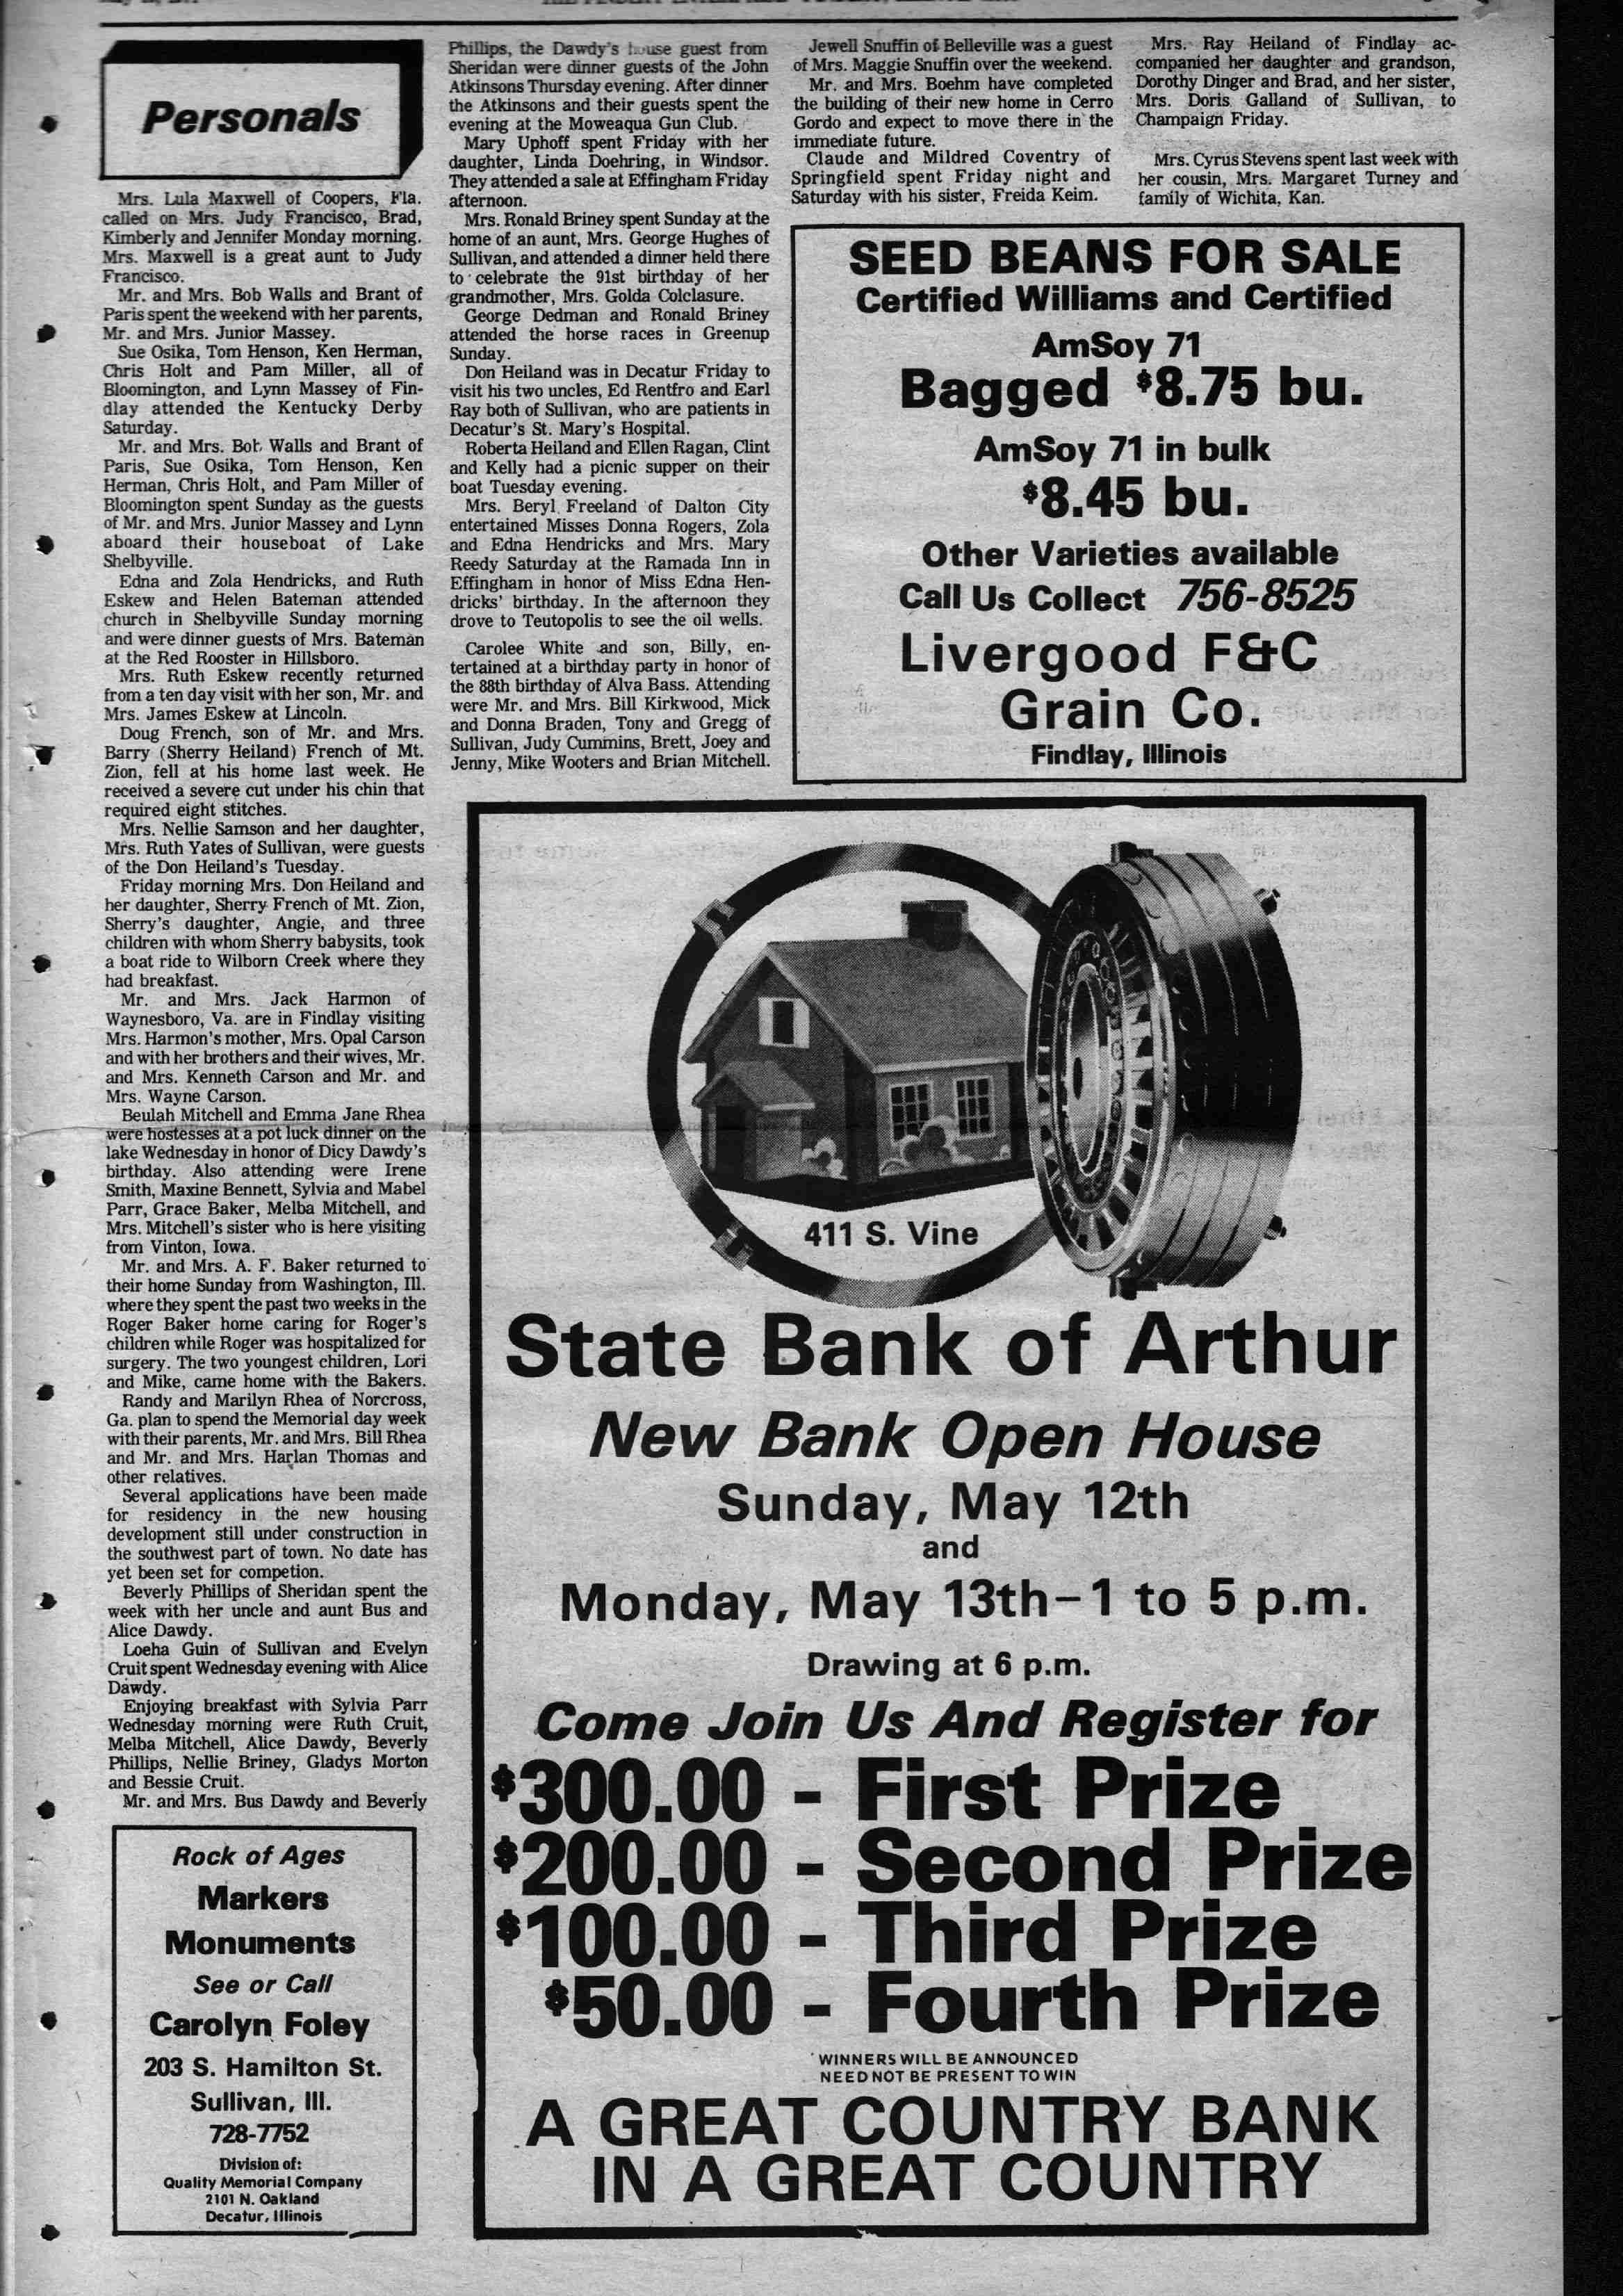 Personals
Mrs. Lula Maxwell of Coopers, Fla.
called on Mrs. Judy Francisco, Brad,
Kimberly and Jennifer Monday morning.
Mrs. Maxwell is a great aunt to Judy
Francisco.
Mr. and Mrs. Bob Walls and Brant of
Paris spent the weekend with her parents,
Mr. and Mrs. Junior Massey.
Sue Osika, Tom Henson, Ken Herman,
Chris Holt and Pam Miller, all of
Bloomington, and Lynn Massey of Fin-
dlay attended the Kentucky Derby
Saturday.
Mr. and Mrs. Bob Walls and Brant of
Paris, Sue Osika, Tom Henson, Ken
Herman, Chris Holt, and Pam Miller of
Bloomington spent Sunday as the guests
of Mr. and Mrs. Junior Massey and Lynn
aboard their houseboat of Lake
Shelbyville.
Edna and Zola Hendricks, and Ruth
Eskew and Helen Bateman attended
church in Shelbyville Sunday morning
and were dinner guests of Mrs. Bateman
at the Red Rooster in Hillsboro.
Mrs. Ruth Eskew recently returned
from a ten day visit with her son, Mr. and
Mrs. James Eskew at Lincoln.
Doug French, son of Mr. and Mrs.
Barry (Sherry Heiland) French of Mt.
Zion, fell at his home last week. He
received a severe cut under his chin that
required eight stitches.
Mrs. Nellie Samson and her daughter,
Mrs. Ruth Yates of Sullivan, were guests
of the Don Heiland's Tuesday.
Friday morning Mrs. Don Heiland and
her daughter, Sherry French of Mt. Zion,
Sherry's daughter, Angie, and three
children with whom Sherry babysits, took
a boat ride to Wilborn Creek where they
had breakfast.
Mr. and Mrs. Jack Harmon of
Waynesboro, Va. are in Findlay visiting
Mrs. Harmon's mother, Mrs. Opal Carson
and with her brothers and their wives, Mr.
and Mrs. Kenneth Carson and Mr. and
Mrs. Wayne Carson.
Beulah Mitchell and Emma Jane Rhea
were hostesses at a pot luck dinner on the
lake Wednesday in honor of Dicy Dawdy's
birthday. Also attending were Irene
Smith, Maxine Bennett, Sylvia and Mabel
Parr, Grace Baker, Melba Mitchell, and
Mrs. Mitchell's sister who is here visiting
from Vinton, Iowa.
Mr. and Mrs. A. F. Baker returned to
their home Sunday from Washington, Ill.
where they spent the past two weeks in the
Roger Baker home caring for Roger's
children while Roger was hospitalized for
surgery. The two youngest children, Lori
and Mike, came home with the Bakers.
Randy and Marilyn Rhea of Norcross,
Ga. plan to spend the Memorial day week
with their parents, Mr. and Mrs. Bill Rhea
and Mr. and Mrs. Harlan Thomas and
other relatives.
Several applications have been made
for residency in the new housing
development still under construction in
the southwest part of town. No date has
yet been set for competion.
Beverly Phillips of Sheridan spent the
week with her uncle and aunt Bus and
Alice Dawdy.
Loeha Guin of Sullivan and Evelyn
Cruit spent Wednesday evening with Alice
Dawdy.
Enjoying breakfast with Sylvia Parr
Wednesday morning were Ruth Cruit,
Melba Mitchell, Alice Dawdy, Beverly
Phillips, Nellie Briney, Gladys Morton
and Bessie Cruit.
Mr. and Mrs. Bus Dawdy and Beverly
Rock of Ages
Markers
Monuments
See or Call
Carolyn Foley
203 S. Hamilton St.
Sullivan, Ill.
728-7752
Division of:
Quality Memorial Company
2101 N. Oakland
Decatur, Illinois
Phillips, the Dawdy's house guest from
Sheridan were dinner guests of the John
Atkinsons Thursday evening. After dinner
the Atkinsons and their guests spent the
evening at the Moweaqua Gun Club.
Mary Uphoff spent Friday with her
daughter, Linda Doehring, in Windsor.
They attended a sale at Effingham Friday
afternoon.
Mrs. Ronald Briney spent Sunday at the
home of an aunt, Mrs. George Hughes of
Sullivan, and attended a dinner held there
to celebrate the 91st birthday of her
grandmother, Mrs. Golda Colclasure.
George Dedman and Ronald Briney
attended the horse races in Greenup
Sunday.
Don Heiland was in Decatur Friday to
visit his two uncles, Ed Rentfro and Earl
Ray both of Sullivan, who are patients in
Decatur's St. Mary's Hospital.
Roberta Heiland and Ellen Ragan, Clint
and Kelly had a picnic supper on their
boat Tuesday evening.
Mrs. Beryl Freeland of Dalton City
entertained Misses Donna Rogers, Zola
and Edna Hendricks and Mrs. Mary
Reedy Saturday at the Ramada Inn in
Effingham in honor of Miss Edna Hen-
dricks' birthday. In the afternoon they
drove to Teutopolis to see the oil wells.
Carolee White and son, Billy, en-
tertained at a birthday party in honor of
the 88th birthday of Alva Bass. Attending
were Mr. and Mrs. Bill Kirkwood, Mick
and Donna Braden, Tony and Gregg of
Sullivan, Judy Cummins, Brett, Joey and
Jenny, Mike Wooters and Brian Mitchell.
Jewell Snuffin of Belleville was a guest
of Mrs. Maggie Snuffin over the weekend.
Mr. and Mrs. Boehm have completed
the building of their new home in Cerro
Gordo and expect to move there in the
immediate future.
Claude and Mildred Coventry of
Springfield spent Friday night and
Saturday with his sister, Freida Keim.
Mrs. Ray Heiland of Findlay ac-
companied her daughter and grandson,
Dorothy Dinger and Brad, and her sister,
Mrs. Doris Galland of Sullivan, to
Champaign Friday.
Mrs. Cyrus Stevens spent last week with
her cousin, Mrs. Margaret Turney and
family of Wichita, Kan.
SEED BEANS FOR SALE
Certified Williams and Certified
AmSoy 71
Bagged $8.75 bu.
AmSoy 71 in bulk
$8.45 bu.
Other Varieties available
Call Us Collect 756-8525
Livergood F&C
Grain Co.
Findlay, Illinois
411 S. Vine
State Bank of Arthur
New Bank Open House
Sunday, May 12th
and
Monday, May 13th-1 to 5 p.m.
Drawing at 6 p.m.
Come Join Us And Register for
$300.00 - First Prize
$200.00 - Second Prize
$100.00 - Third Prize
$50.00 - Fourth Prize
WINNERS WILL BE ANNOUNCED
NEED NOT BE PRESENT TO WIN
A GREAT COUNTRY BANK
IN A GREAT COUNTRY